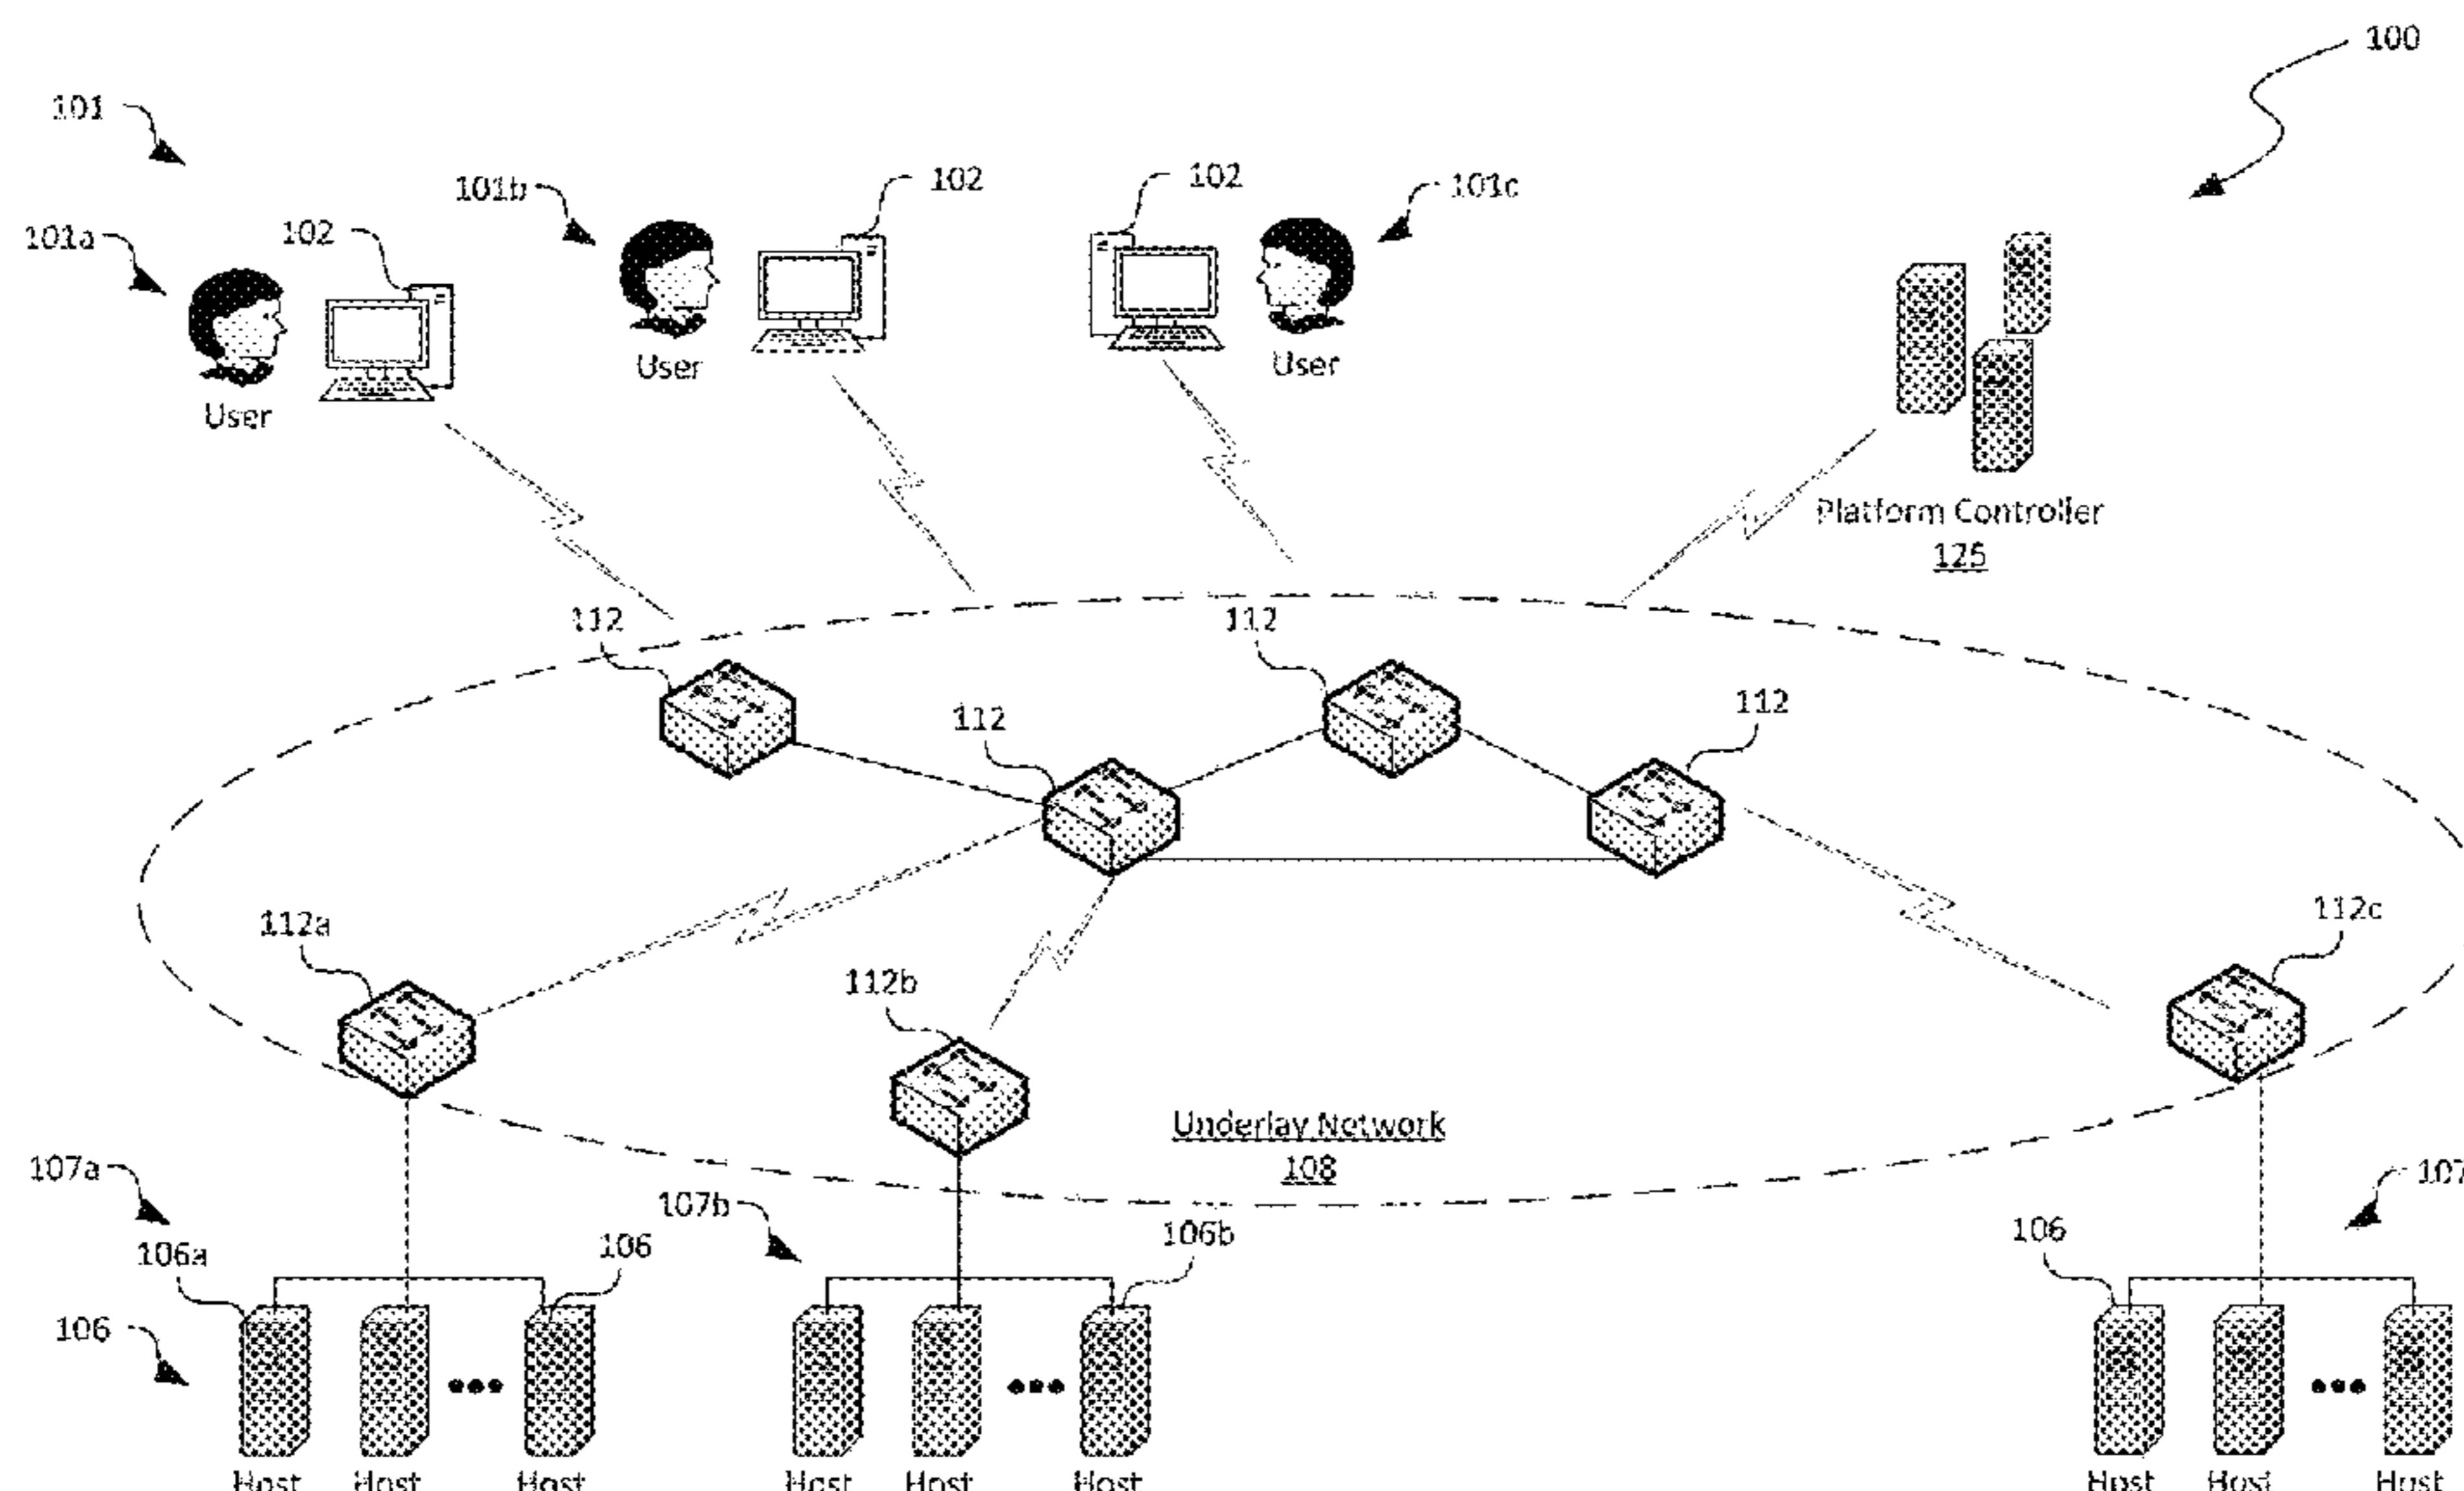 100
101
101b
102
102
101c
101a
102
User
User
User
Platform Controller
125
112
112
112
112
112a
112b
112c
Underlay Network
108
107a
107b
107
106a
106
106b
106
106
Host
Host
Host
Host
Host
Host
Host
Host
Host